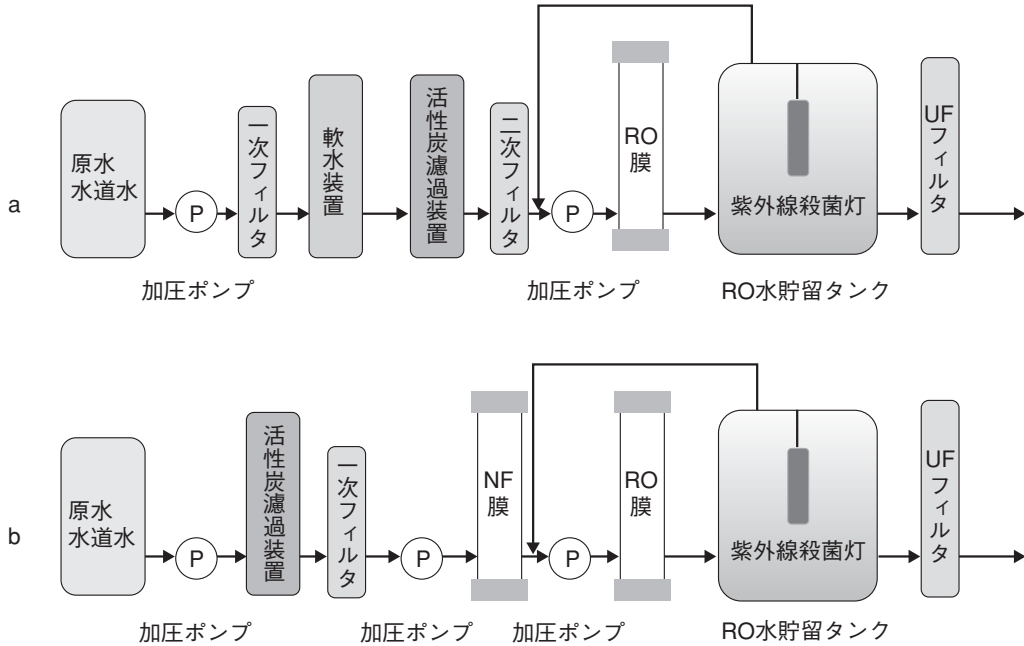 a
原水
水道水
P
一次フィルタ
軟水装置
活性炭濾過装置
二次フィルタ
P
RO
膜
紫外線殺菌灯
UF
フィルタ
加圧ポンプ
加圧ポンプ
RO水貯留タンク
b
原水
水道水
P
活性炭濾過装置
一次フィルタ
P
NF
膜
P
RO
膜
紫外線殺菌灯
UF
フィルタ
加圧ポンプ
加圧ポンプ
加圧ポンプ
RO水貯留タンク